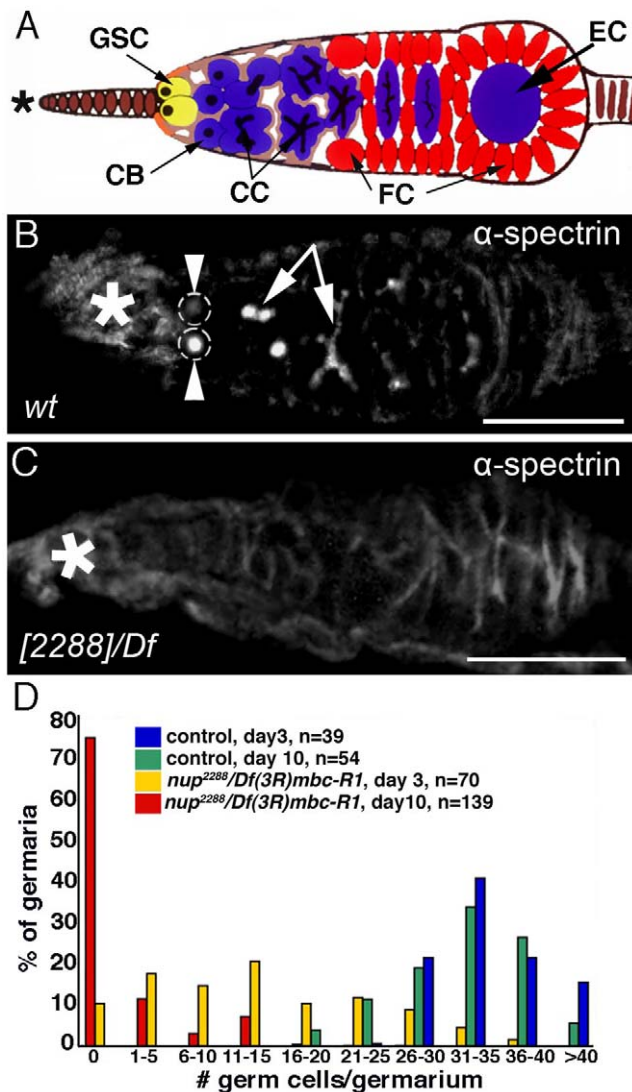 A
GSC
EC
*
CB
CC
FC
B
α-spectrin
*
wt
C
α-spectrin
*
[2288]/Df
D
80
70
60
50
40
30
20
10
0
% of germaria
control, day3, n=39
control, day 10, n=54
nup2288/Df(3R)mbc-R1, day 3, n=70
nup2288/Df(3R)mbc-R1, day10, n=139
0 1-5 6-10 11-15 16-20 21-25 26-30 31-35 36-40 >40
# germ cells/germarium